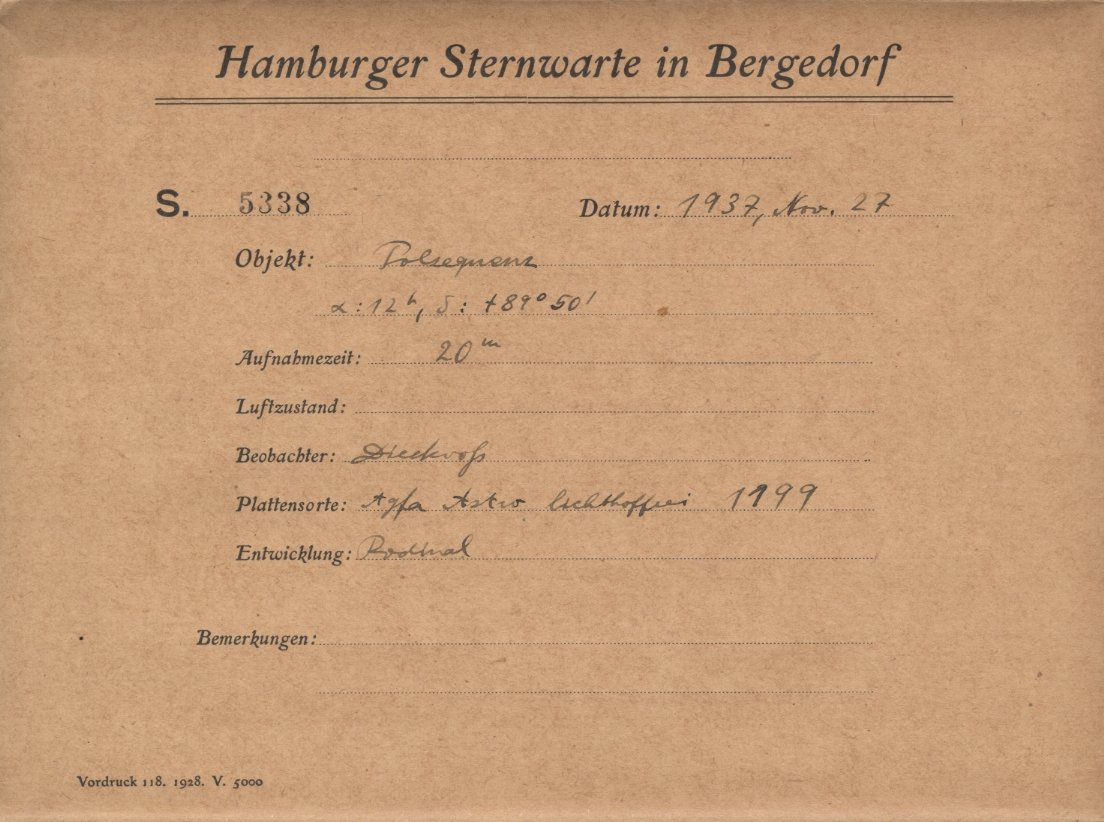 Hamburger Sternwarte in Bergedorf
S. 5338 Datum: 1937, Nov. 27
Objekt: Polsequenz
α: 12ʰ, δ: +89° 50'
Aufnahmezeit: 20ᵐ
Luftzustand:
Beobachter: Dieckvoß
Plattensorte: Agfa Astro lichthoffrei 1199
Entwicklung: Rodinal
Bemerkungen:
Vordruck 118. 1928. V. 5000